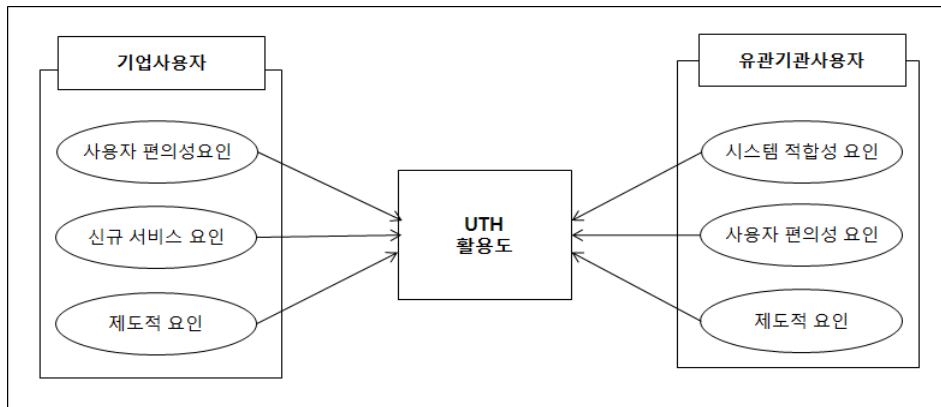 기업사용자
사용자 편의성요인
신규 서비스 요인
제도적 요인
UTH
활용도
유관기관사용자
시스템 적합성 요인
사용자 편의성 요인
제도적 요인